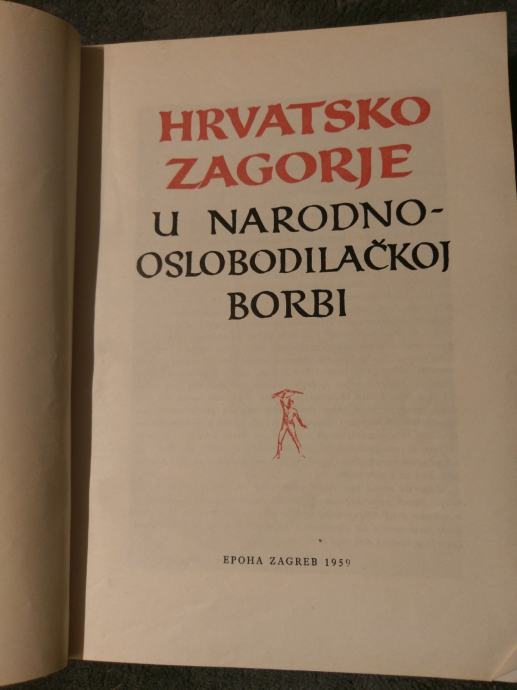 HRVATSKO
ZAGORJE
U NARODNO-
OSLOBODILAČKOJ
BORBI
EPOHA ZAGREB 1959